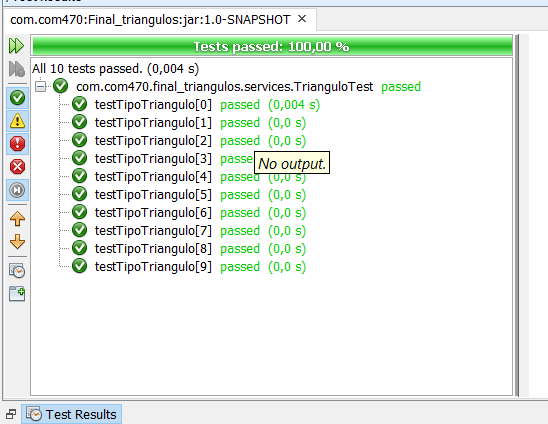 com.com470:Final_triangulos:jar:1.0-SNAPSHOT
Tests passed: 100,00 %
All 10 tests passed. (0,004 s)
com.com470.final_triangulos.services.TrianguloTest passed
testTipoTriangulo[0] passed (0,004 s)
testTipoTriangulo[1] passed (0,0 s)
testTipoTriangulo[2] passed (0,0 s)
testTipoTriangulo[3] passe
No output.
testTipoTriangulo[4] passed (0,0 s)
testTipoTriangulo[5] passed (0,0 s)
testTipoTriangulo[6] passed (0,0 s)
testTipoTriangulo[7] passed (0,0 s)
testTipoTriangulo[8] passed (0,0 s)
testTipoTriangulo[9] passed (0,0 s)
Test Results